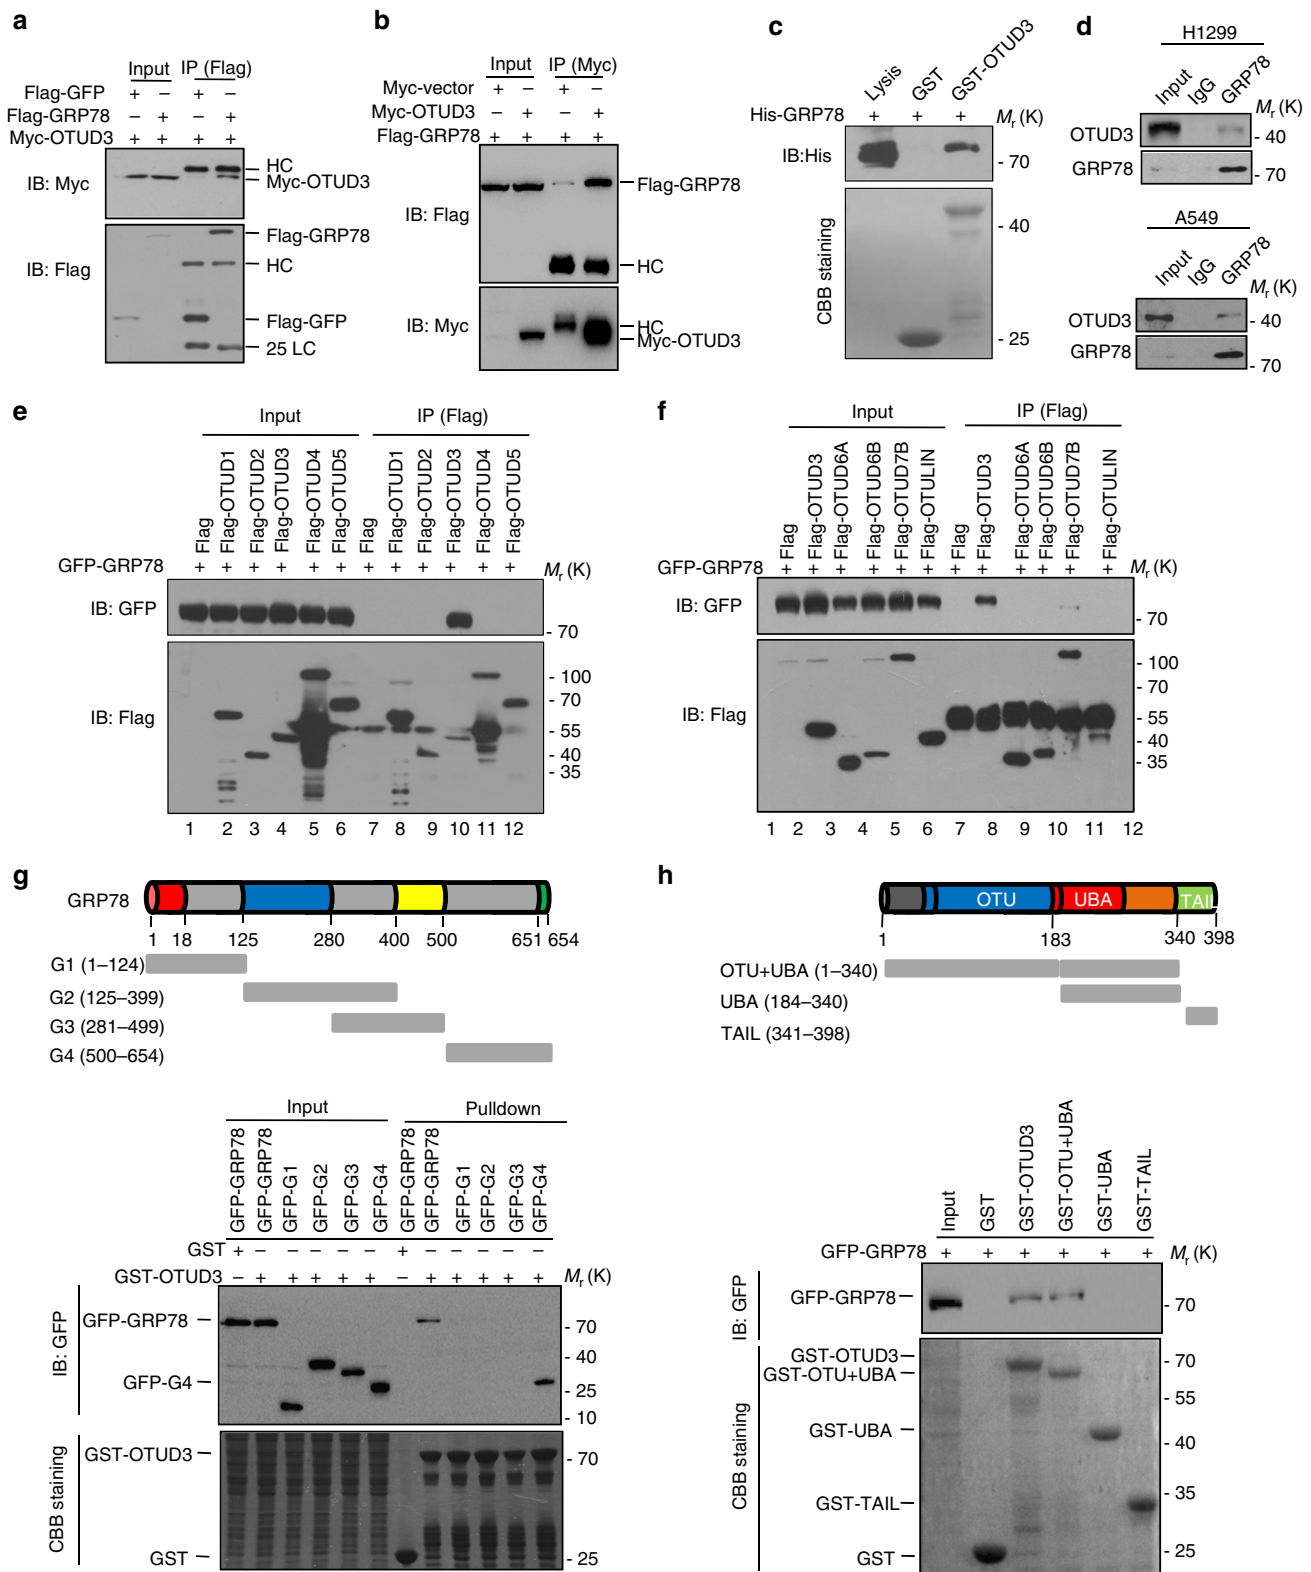 a
Input IP (Flag)
Flag-GFP + – + –
Flag-GRP78 – + – +
Myc-OTUD3 + + + +
IB: Myc
HC
Myc-OTUD3
IB: Flag
Flag-GRP78
HC
Flag-GFP
25 LC
b
Input IP (Myc)
Myc-vector + – + –
Myc-OTUD3 – + – +
Flag-GRP78 + + + +
IB: Flag
Flag-GRP78
HC
IB: Myc
HC
Myc-OTUD3
c
Lysis GST GST-OTUD3
His-GRP78 + + + Mr (K)
IB:His
- 70
CBB staining
- 40
- 25
d
H1299
Input IgG GRP78
Mr (K)
OTUD3 - 40
GRP78 - 70
A549
Input IgG GRP78
Mr (K)
OTUD3 - 40
GRP78 - 70
e
Input IP (Flag)
Flag Flag-OTUD1 Flag-OTUD2 Flag-OTUD3 Flag-OTUD4 Flag-OTUD5 Flag Flag-OTUD1 Flag-OTUD2 Flag-OTUD3 Flag-OTUD4 Flag-OTUD5
GFP-GRP78 + + + + + + + + + + + + Mr (K)
IB: GFP
- 70
IB: Flag
- 100
- 70
- 55
- 40
- 35
1 2 3 4 5 6 7 8 9 10 11 12
f
Input IP (Flag)
Flag Flag-OTUD3 Flag-OTUD6A Flag-OTUD6B Flag-OTUD7B Flag-OTULIN Flag Flag-OTUD3 Flag-OTUD6A Flag-OTUD6B Flag-OTUD7B Flag-OTULIN
GFP-GRP78 + + + + + + + + + + + + Mr (K)
IB: GFP
- 70
IB: Flag
- 100
- 70
- 55
- 40
- 35
1 2 3 4 5 6 7 8 9 10 11 12
g
GRP78
1 18 125 280 400 500 651 654
G1 (1–124)
G2 (125–399)
G3 (281–499)
G4 (500–654)
Input Pulldown
GFP-GRP78 GFP-GRP78 GFP-G1 GFP-G2 GFP-G3 GFP-G4 GFP-GRP78 GFP-GRP78 GFP-G1 GFP-G2 GFP-G3 GFP-G4
GST + – – – – – + – – – – –
GST-OTUD3 – + + + + + – + + + + + Mr (K)
IB: GFP
GFP-GRP78
GFP-G4
- 70
- 40
- 25
- 10
CBB staining
GST-OTUD3
GST
- 70
- 25
h
OTU UBA TAIL
1 183 340 398
OTU+UBA (1–340)
UBA (184–340)
TAIL (341–398)
Input GST GST-OTUD3 GST-OTU+UBA GST-UBA GST-TAIL
GFP-GRP78 + + + + + + Mr (K)
IB: GFP
GFP-GRP78
- 70
CBB staining
GST-OTUD3
GST-OTU+UBA
GST-UBA
GST-TAIL
GST
- 70
- 55
- 40
- 35
- 25